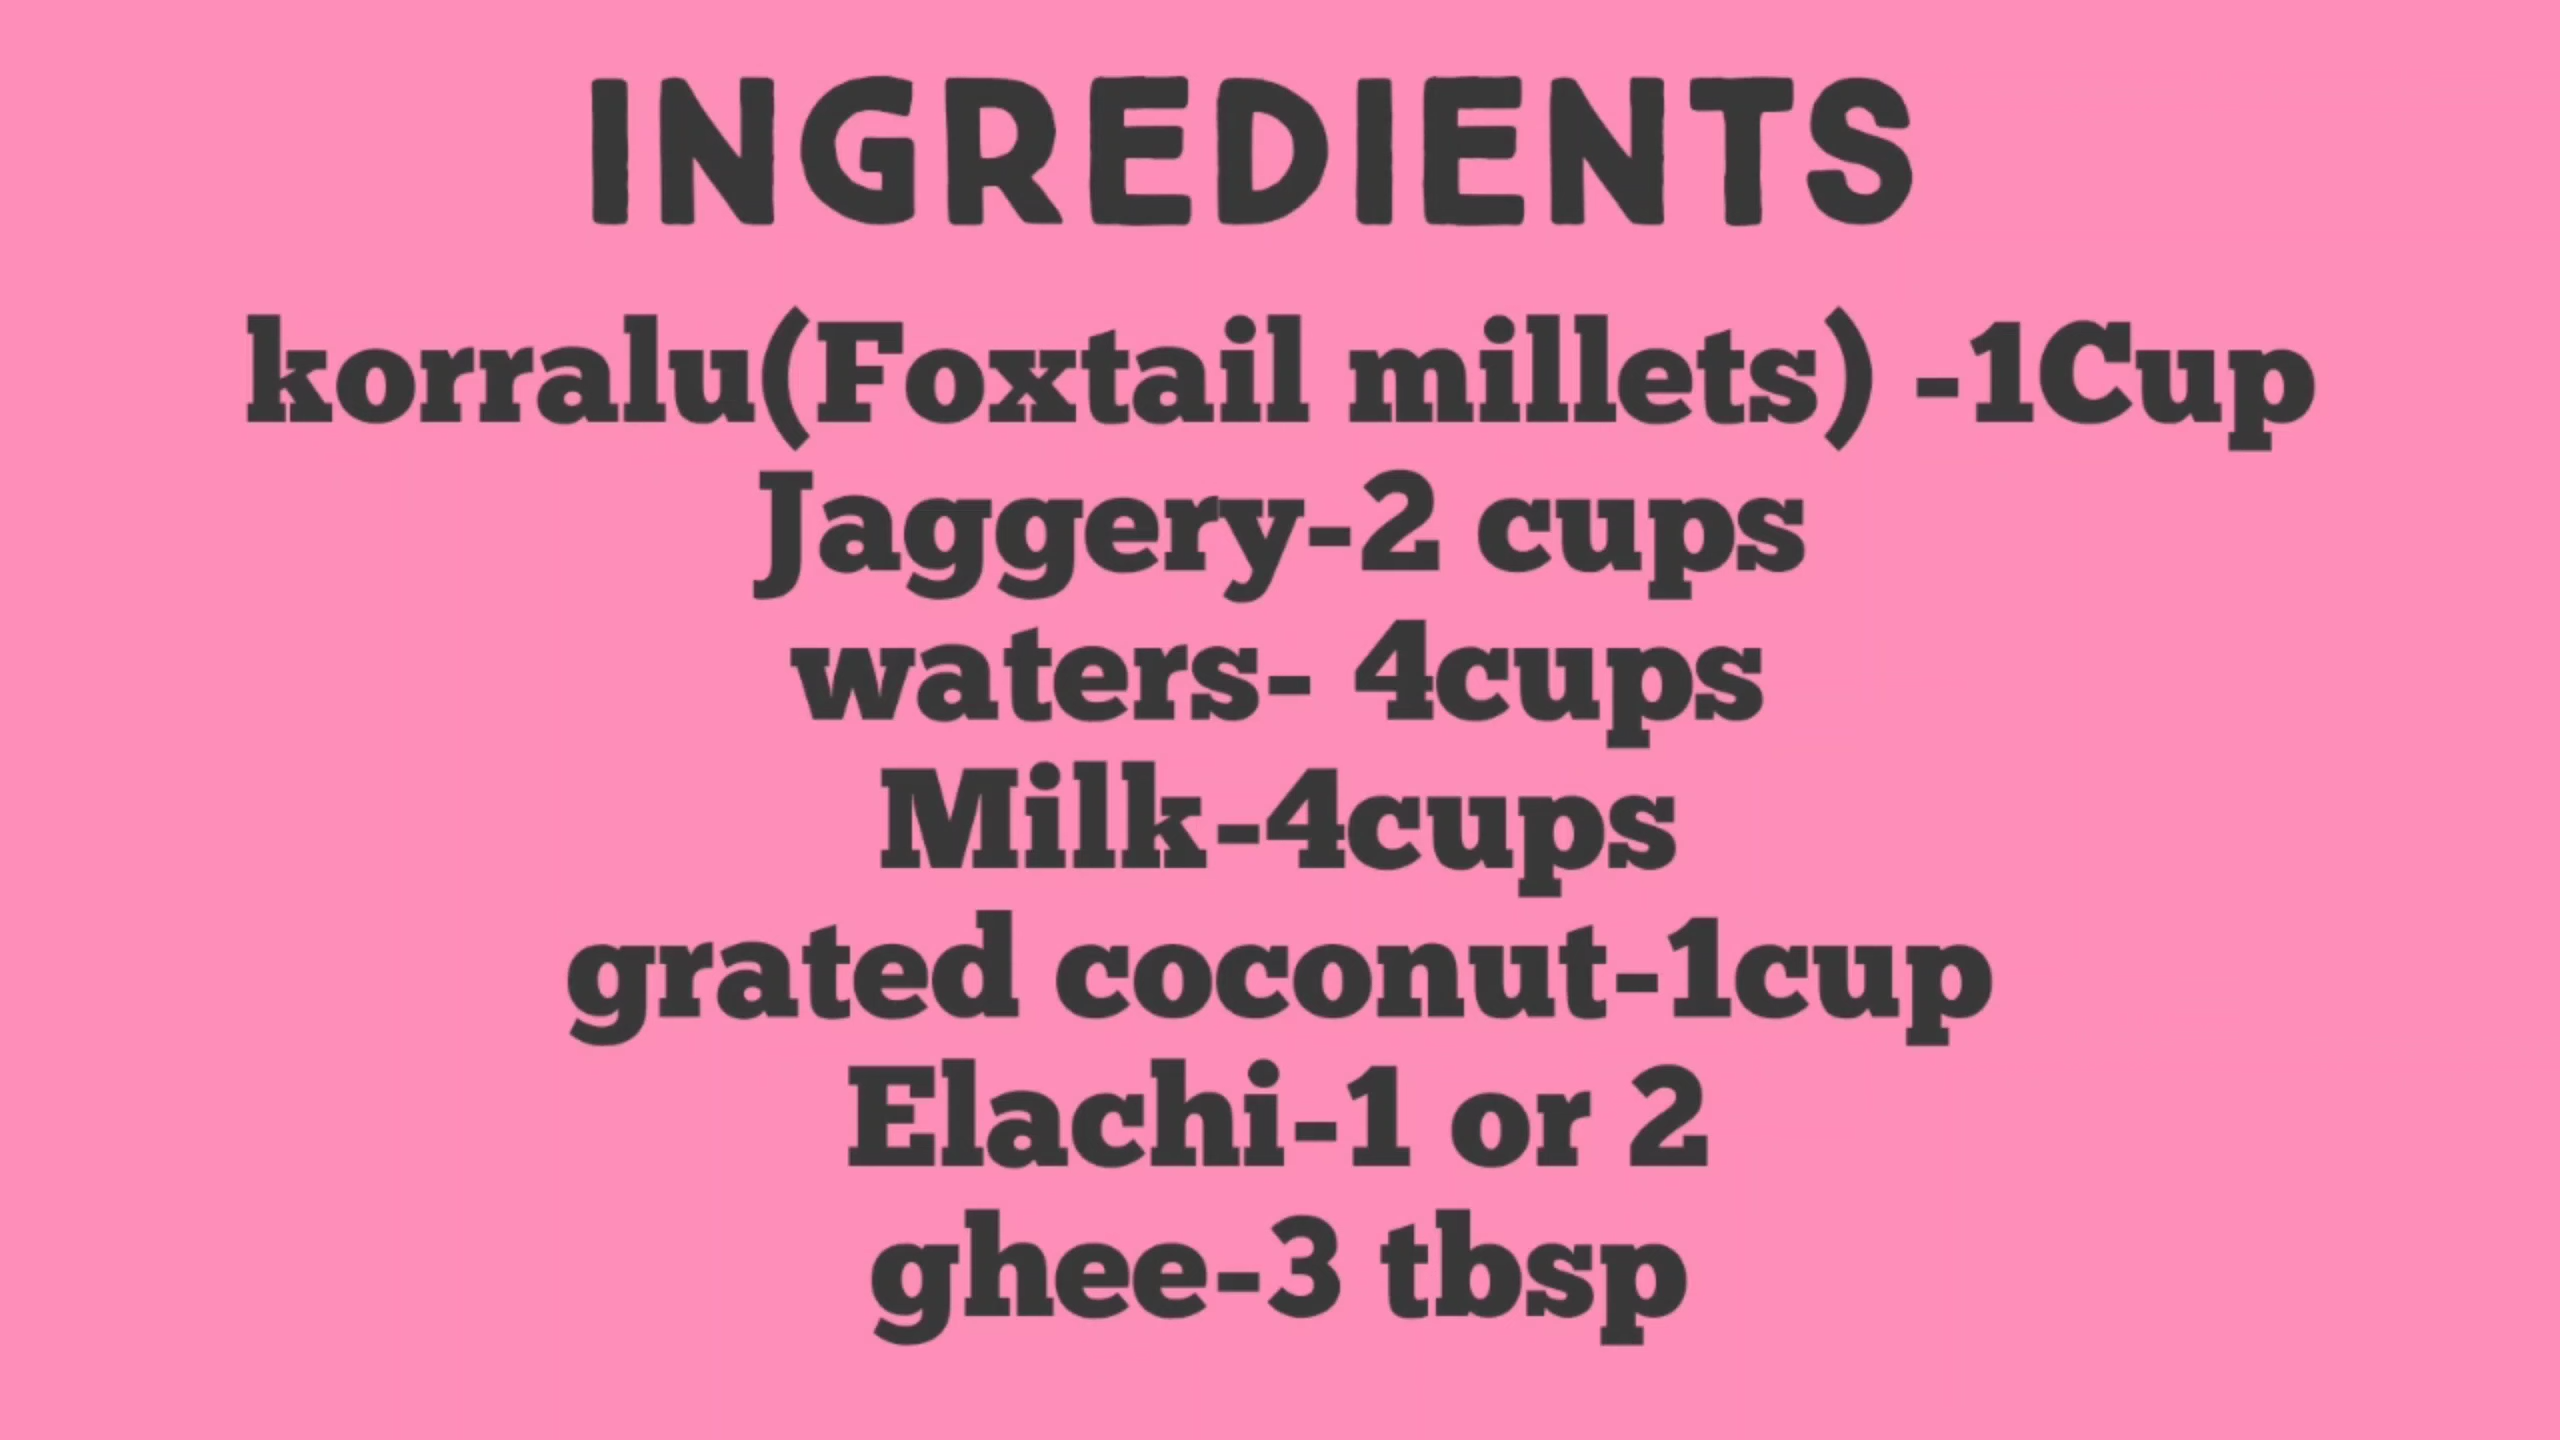 INGREDIENTS
korralu(Foxtail millets) -1Cup
Jaggery-2 cups
waters- 4cups
Milk-4cups
grated coconut-1cup
Elachi-1 or 2
ghee-3 tbsp